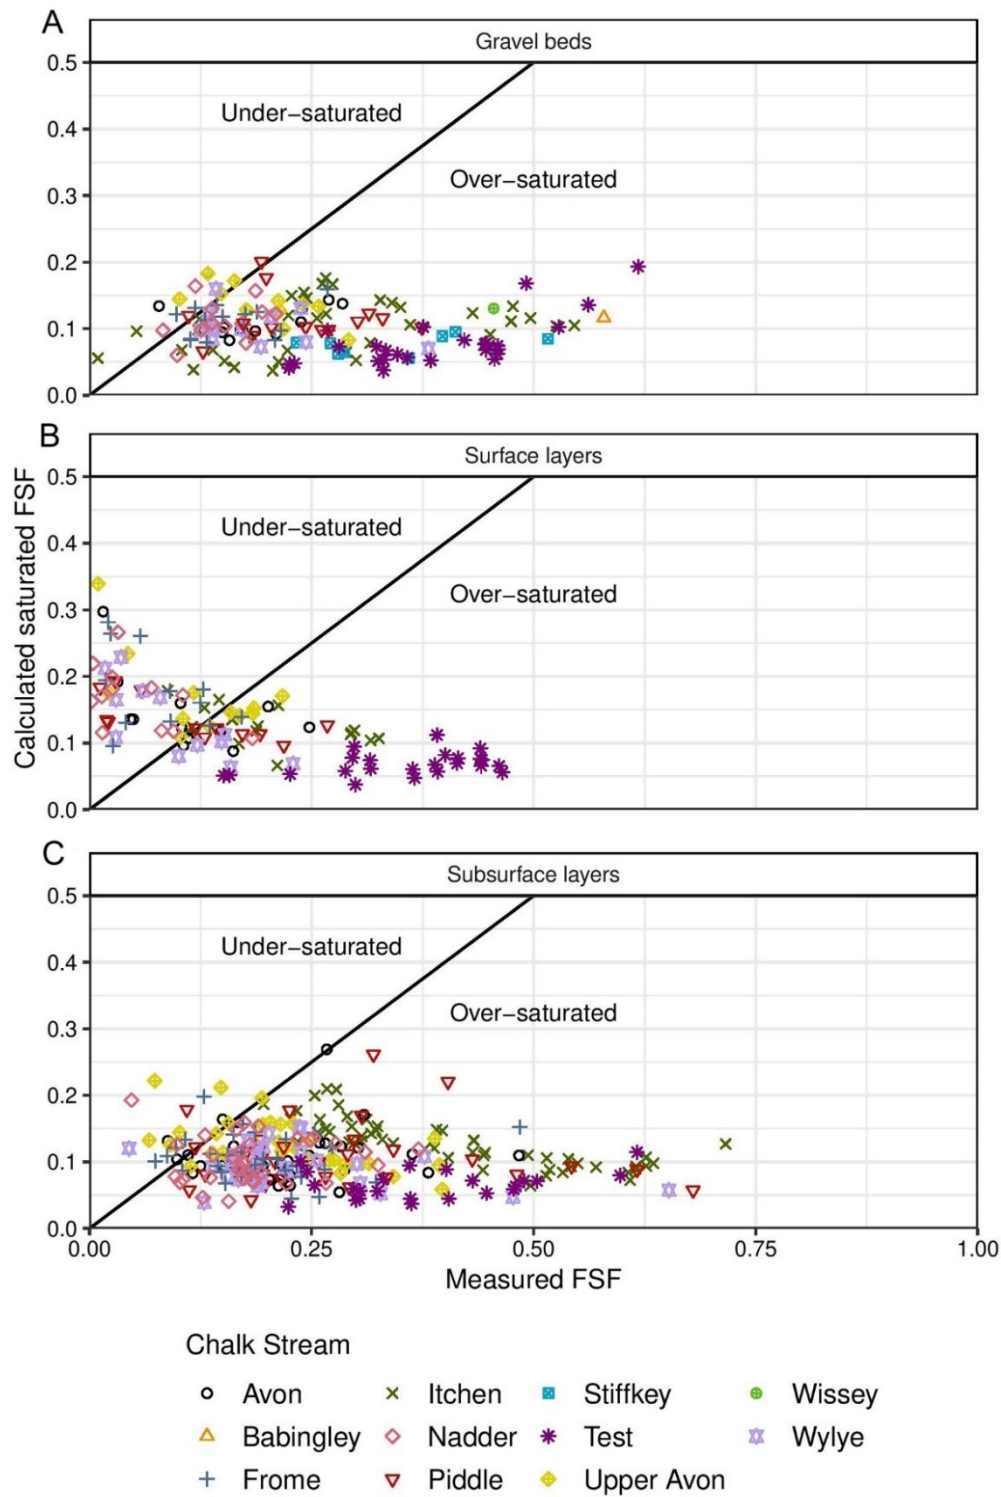 A
Gravel beds
0.5
Under−saturated
0.4
Over−saturated
0.3
0.2
0.1
0.0
B
Surface layers
0.5
Under−saturated
0.4
Over−saturated
0.3
0.2
0.1
0.0
Calculated saturated FSF
C
Subsurface layers
0.5
Under−saturated
0.4
Over−saturated
0.3
0.2
0.1
0.0
0.00 0.25 0.50 0.75 1.00
Measured FSF
Chalk Stream
Avon Itchen Stiffkey Wissey
Babingley Nadder Test Wylye
Frome Piddle Upper Avon